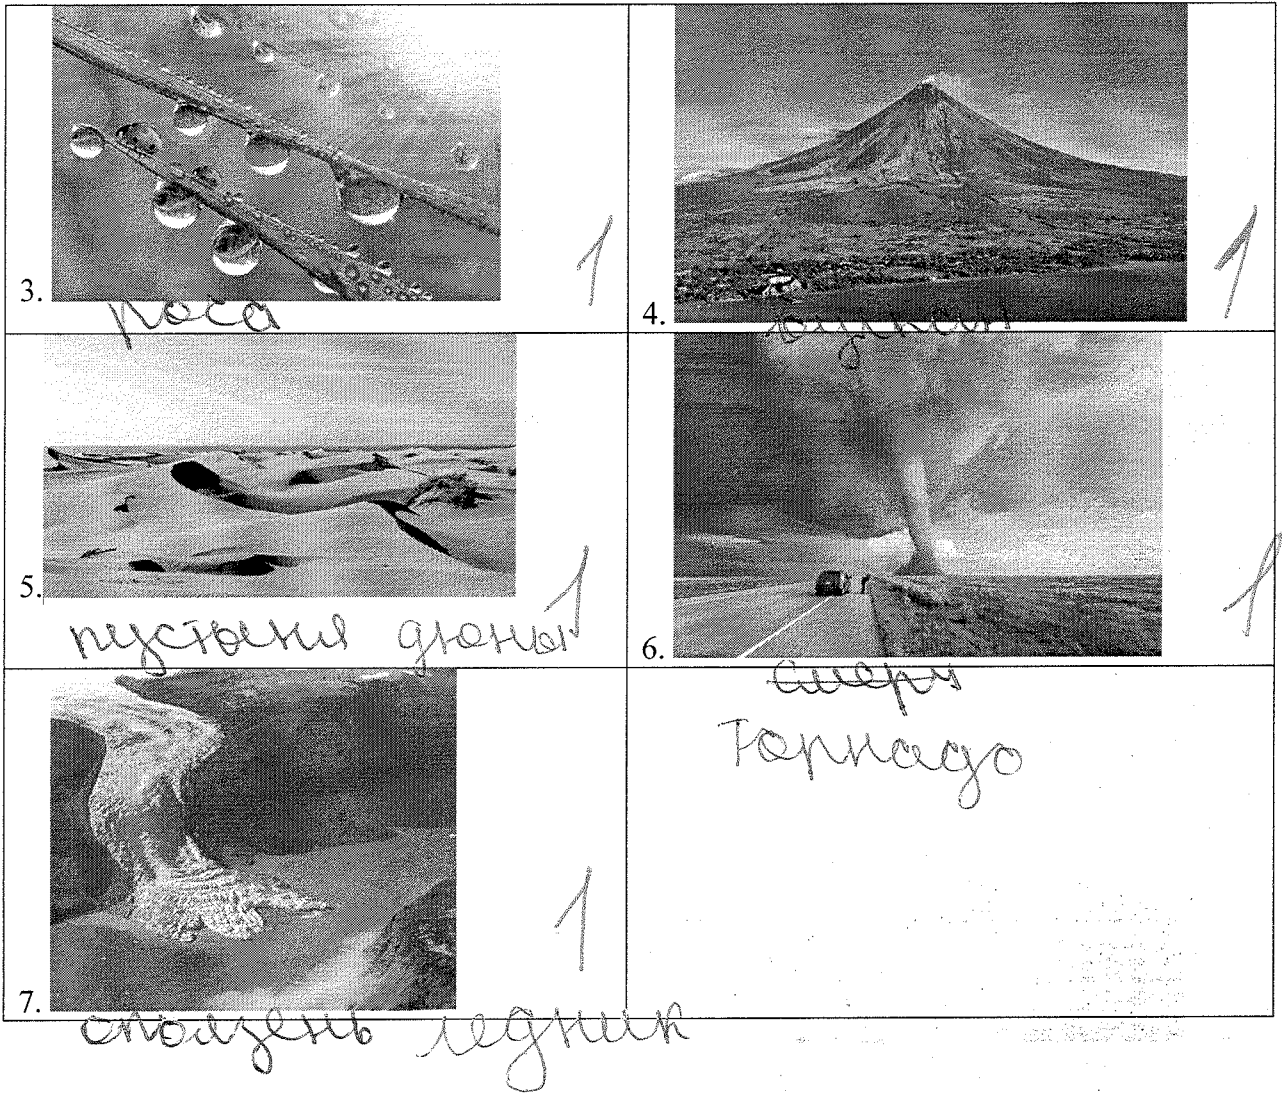 3.
1
роса
4.
1
вулкан
5.
1
пустыня дюны
6.
1
смерч
Торнадо
7.
1
оползень ледник